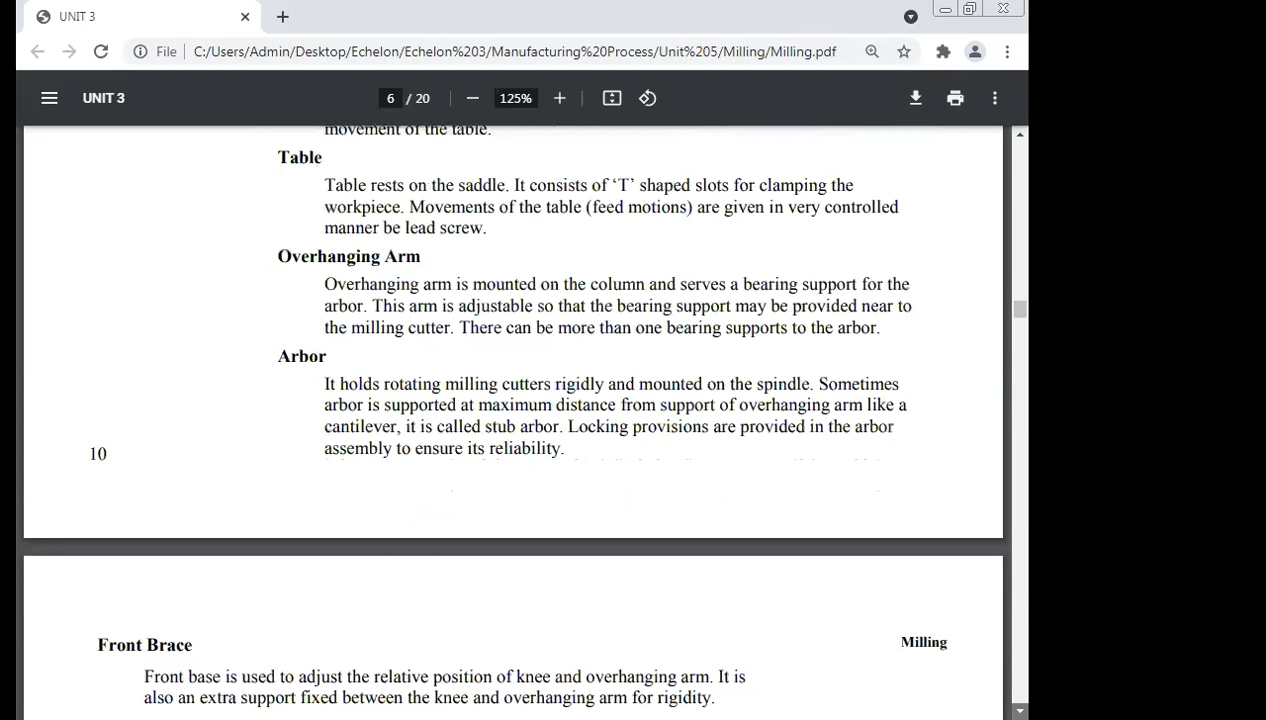 UNIT 3
File C:/Users/Admin/Desktop/Echelon/Echelon%203/Manufacturing%20Process/Unit%205/Milling/Milling.pdf
UNIT 3 6 / 20 125%
movement of the table.
Table
Table rests on the saddle. It consists of ‘T’ shaped slots for clamping the
workpiece. Movements of the table (feed motions) are given in very controlled
manner be lead screw.
Overhanging Arm
Overhanging arm is mounted on the column and serves a bearing support for the
arbor. This arm is adjustable so that the bearing support may be provided near to
the milling cutter. There can be more than one bearing supports to the arbor.
Arbor
It holds rotating milling cutters rigidly and mounted on the spindle. Sometimes
arbor is supported at maximum distance from support of overhanging arm like a
cantilever, it is called stub arbor. Locking provisions are provided in the arbor
assembly to ensure its reliability.
10
Front Brace
Milling
Front base is used to adjust the relative position of knee and overhanging arm. It is
also an extra support fixed between the knee and overhanging arm for rigidity.